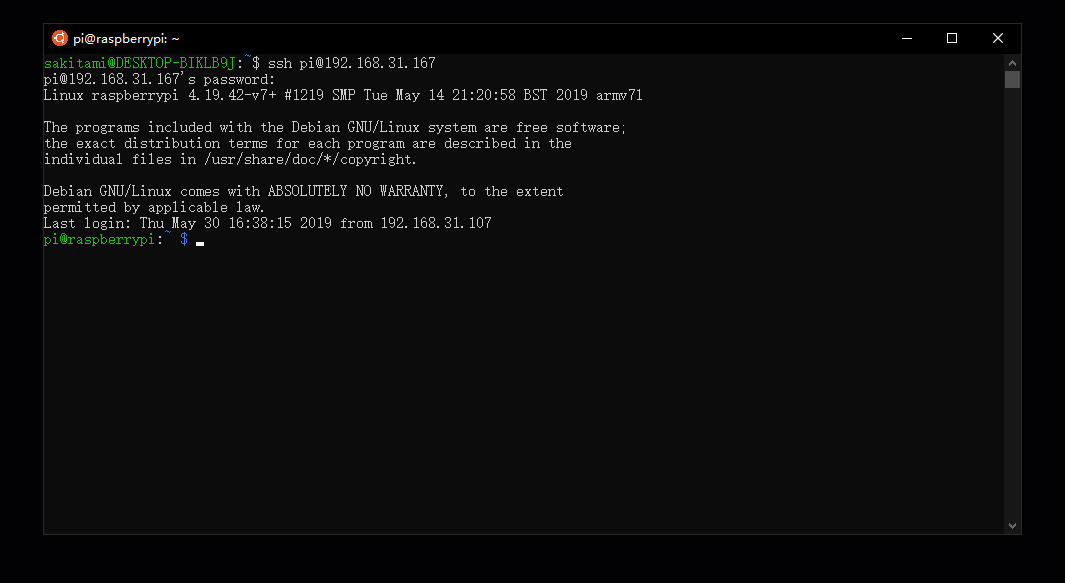 pi@raspberrypi: ~
sakitami@DESKTOP-BIKLB9J:~$ ssh pi@192.168.31.167
pi@192.168.31.167's password:
Linux raspberrypi 4.19.42-v7+ #1219 SMP Tue May 14 21:20:58 BST 2019 armv7l
The programs included with the Debian GNU/Linux system are free software;
the exact distribution terms for each program are described in the
individual files in /usr/share/doc/*/copyright.
Debian GNU/Linux comes with ABSOLUTELY NO WARRANTY, to the extent
permitted by applicable law.
Last login: Thu May 30 16:38:15 2019 from 192.168.31.107
pi@raspberrypi:~ $